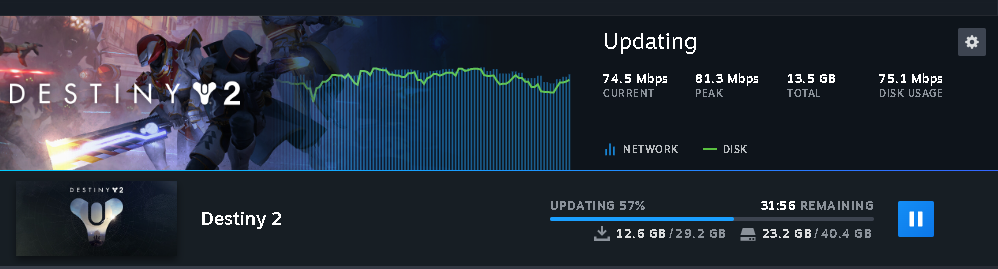 Updating
74.5 Mbps 81.3 Mbps 13.5 GB 75.1 Mbps
CURRENT PEAK TOTAL DISK USAGE
DESTINY 2
NETWORK DISK
DESTINY 2
Destiny 2
UPDATING 57% 31:56 REMAINING
12.6 GB / 29.2 GB 23.2 GB / 40.4 GB